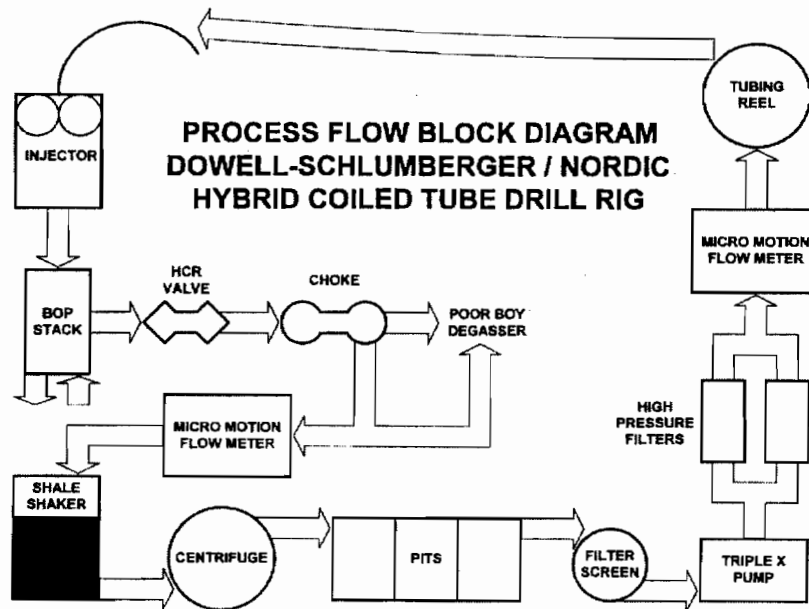 TUBING
REEL
INJECTOR
PROCESS FLOW BLOCK DIAGRAM
DOWELL-SCHLUMBERGER / NORDIC
HYBRID COILED TUBE DRILL RIG
MICRO MOTION
FLOW METER
BOP
STACK
HCR
VALVE
CHOKE
POOR BOY
DEGASSER
HIGH
PRESSURE
FILTERS
MICRO MOTION
FLOW METER
SHALE
SHAKER
CENTRIFUGE
PITS
FILTER
SCREEN
TRIPLE X
PUMP